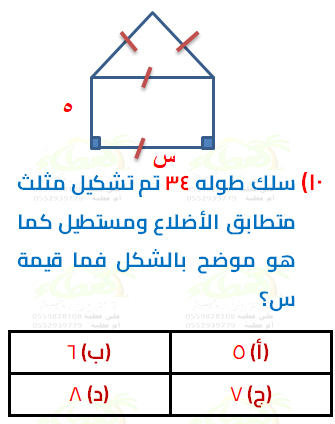 ٥
س
١٠) سلك طوله ٣٤ تم تشكيل مثلث
متطابق الأضلاع ومستطيل كما
هو موضح بالشكل فما قيمة
س؟
(أ) ٥
(ب) ٦
(ج) ٧
(د) ٨